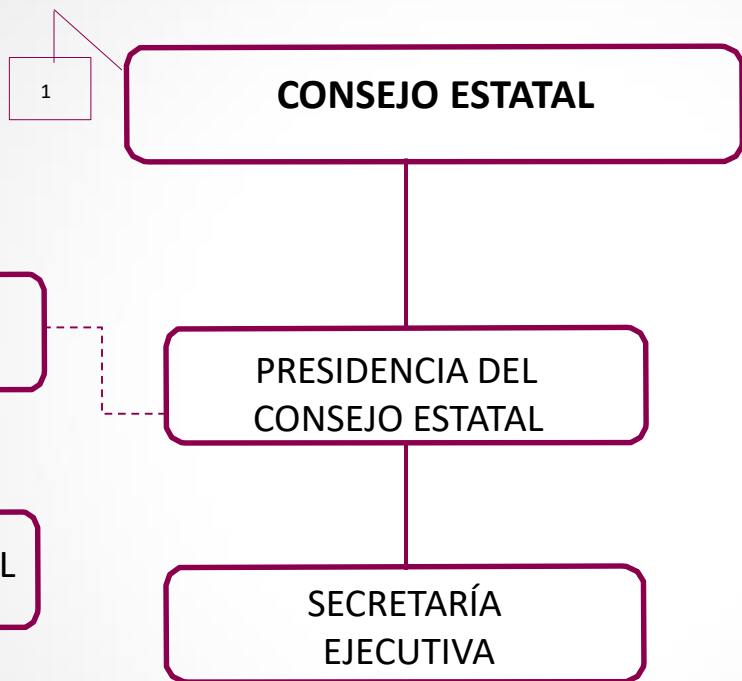 1
CONSEJO ESTATAL
PRESIDENCIA DEL
CONSEJO ESTATAL
L
SECRETARÍA
EJECUTIVA